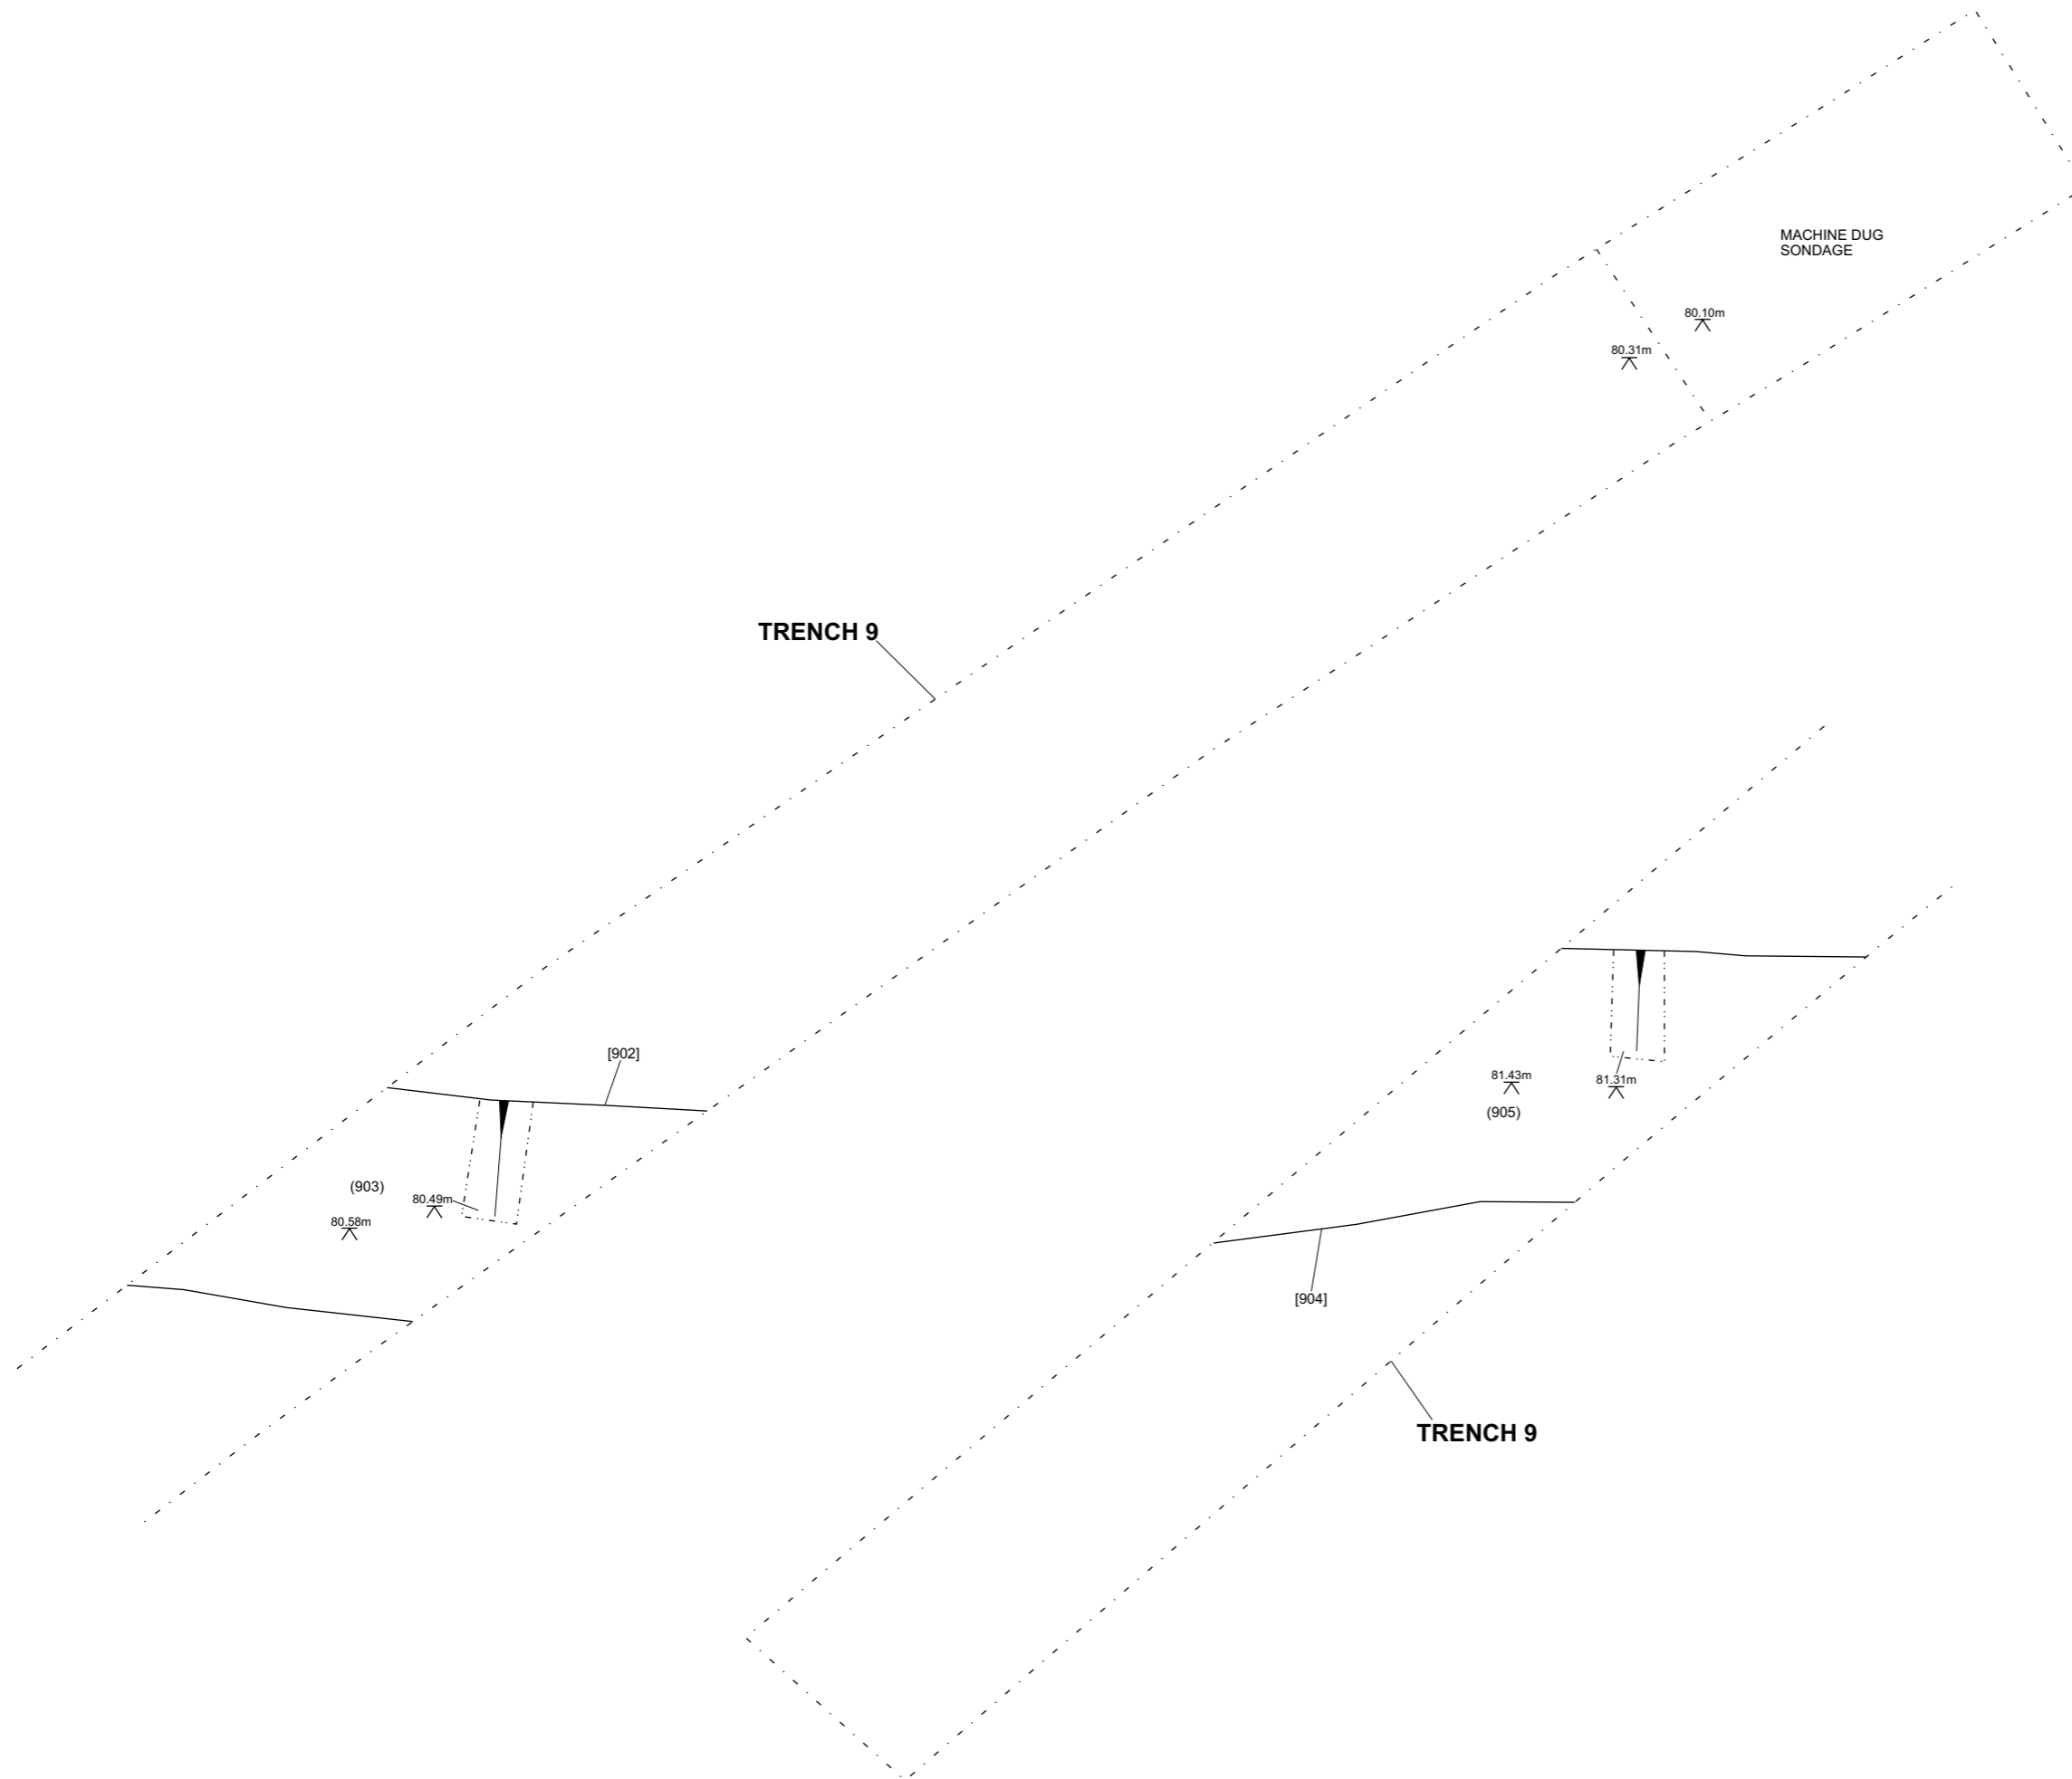 MACHINE DUG
SONDAGE
80.10m
80.31m
TRENCH 9
[902]
81.43m
81.31m
(905)
(903)
80.49m
80.58m
[904]
TRENCH 9